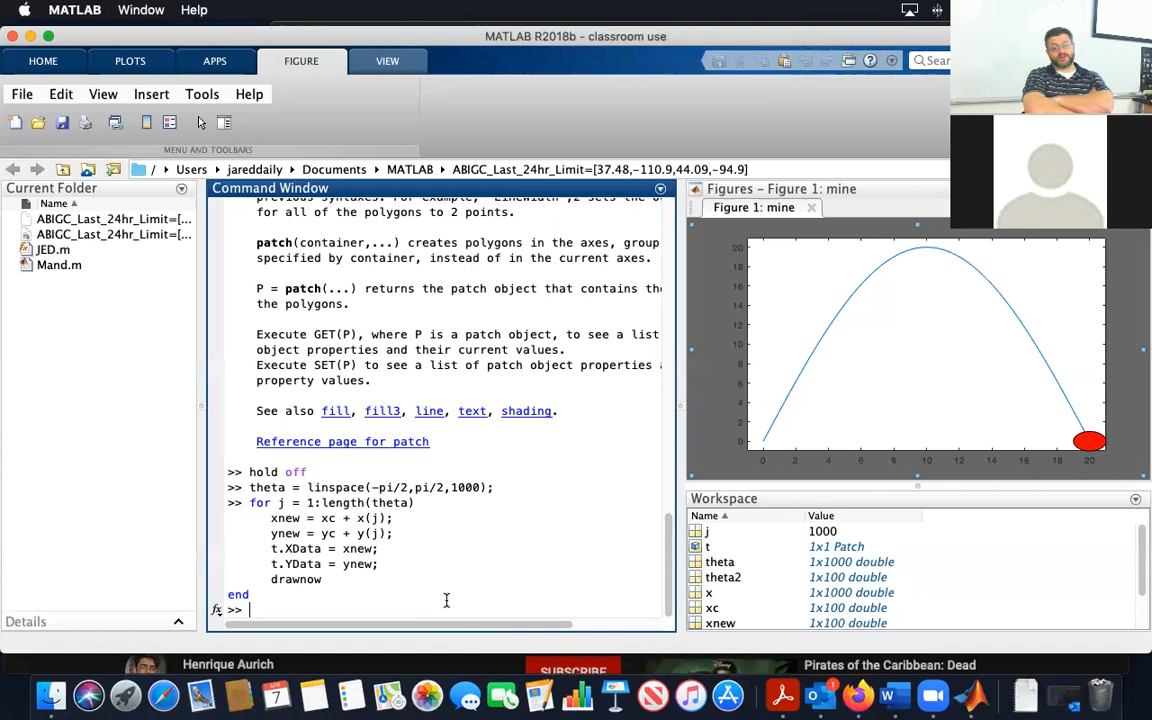 MATLAB Window Help
MATLAB R2018b - classroom use
HOME PLOTS APPS FIGURE VIEW
Sear
File Edit View Insert Tools Help
MENU AND TOOLBARS
/ Users jareddaily Documents MATLAB ABIGC_Last_24hr_Limit=[37.48,-110.9,44.09,-94.9]
Current Folder
Name
ABIGC_Last_24hr_Limit=[...
ABIGC_Last_24hr_Limit=[...
JED.m
Mand.m
Details
Command Window
for all of the polygons to 2 points.
patch(container,...) creates polygons in the axes, group
specified by container, instead of in the current axes.
P = patch(...) returns the patch object that contains the
the polygons.
Execute GET(P), where P is a patch object, to see a list
object properties and their current values.
Execute SET(P) to see a list of patch object properties a
property values.
See also fill, fill3, line, text, shading.
Reference page for patch
>> hold off
>> theta = linspace(-pi/2,pi/2,1000);
>> for j = 1:length(theta)
xnew = xc + x(j);
ynew = yc + y(j);
t.XData = xnew;
t.YData = ynew;
drawnow
end
fx >>
Figures - Figure 1: mine
Figure 1: mine
20
18
16
14
12
10
8
6
4
2
0
0 2 4 6 8 10 12 14 16 18 20
Workspace
Name Value
j 1000
t 1x1 Patch
theta 1x1000 double
theta2 1x100 double
x 1x1000 double
xc 1x100 double
xnew 1x100 double
Henrique Aurich
SUBSCRIBE
Pirates of the Caribbean: Dead
APR
7
1